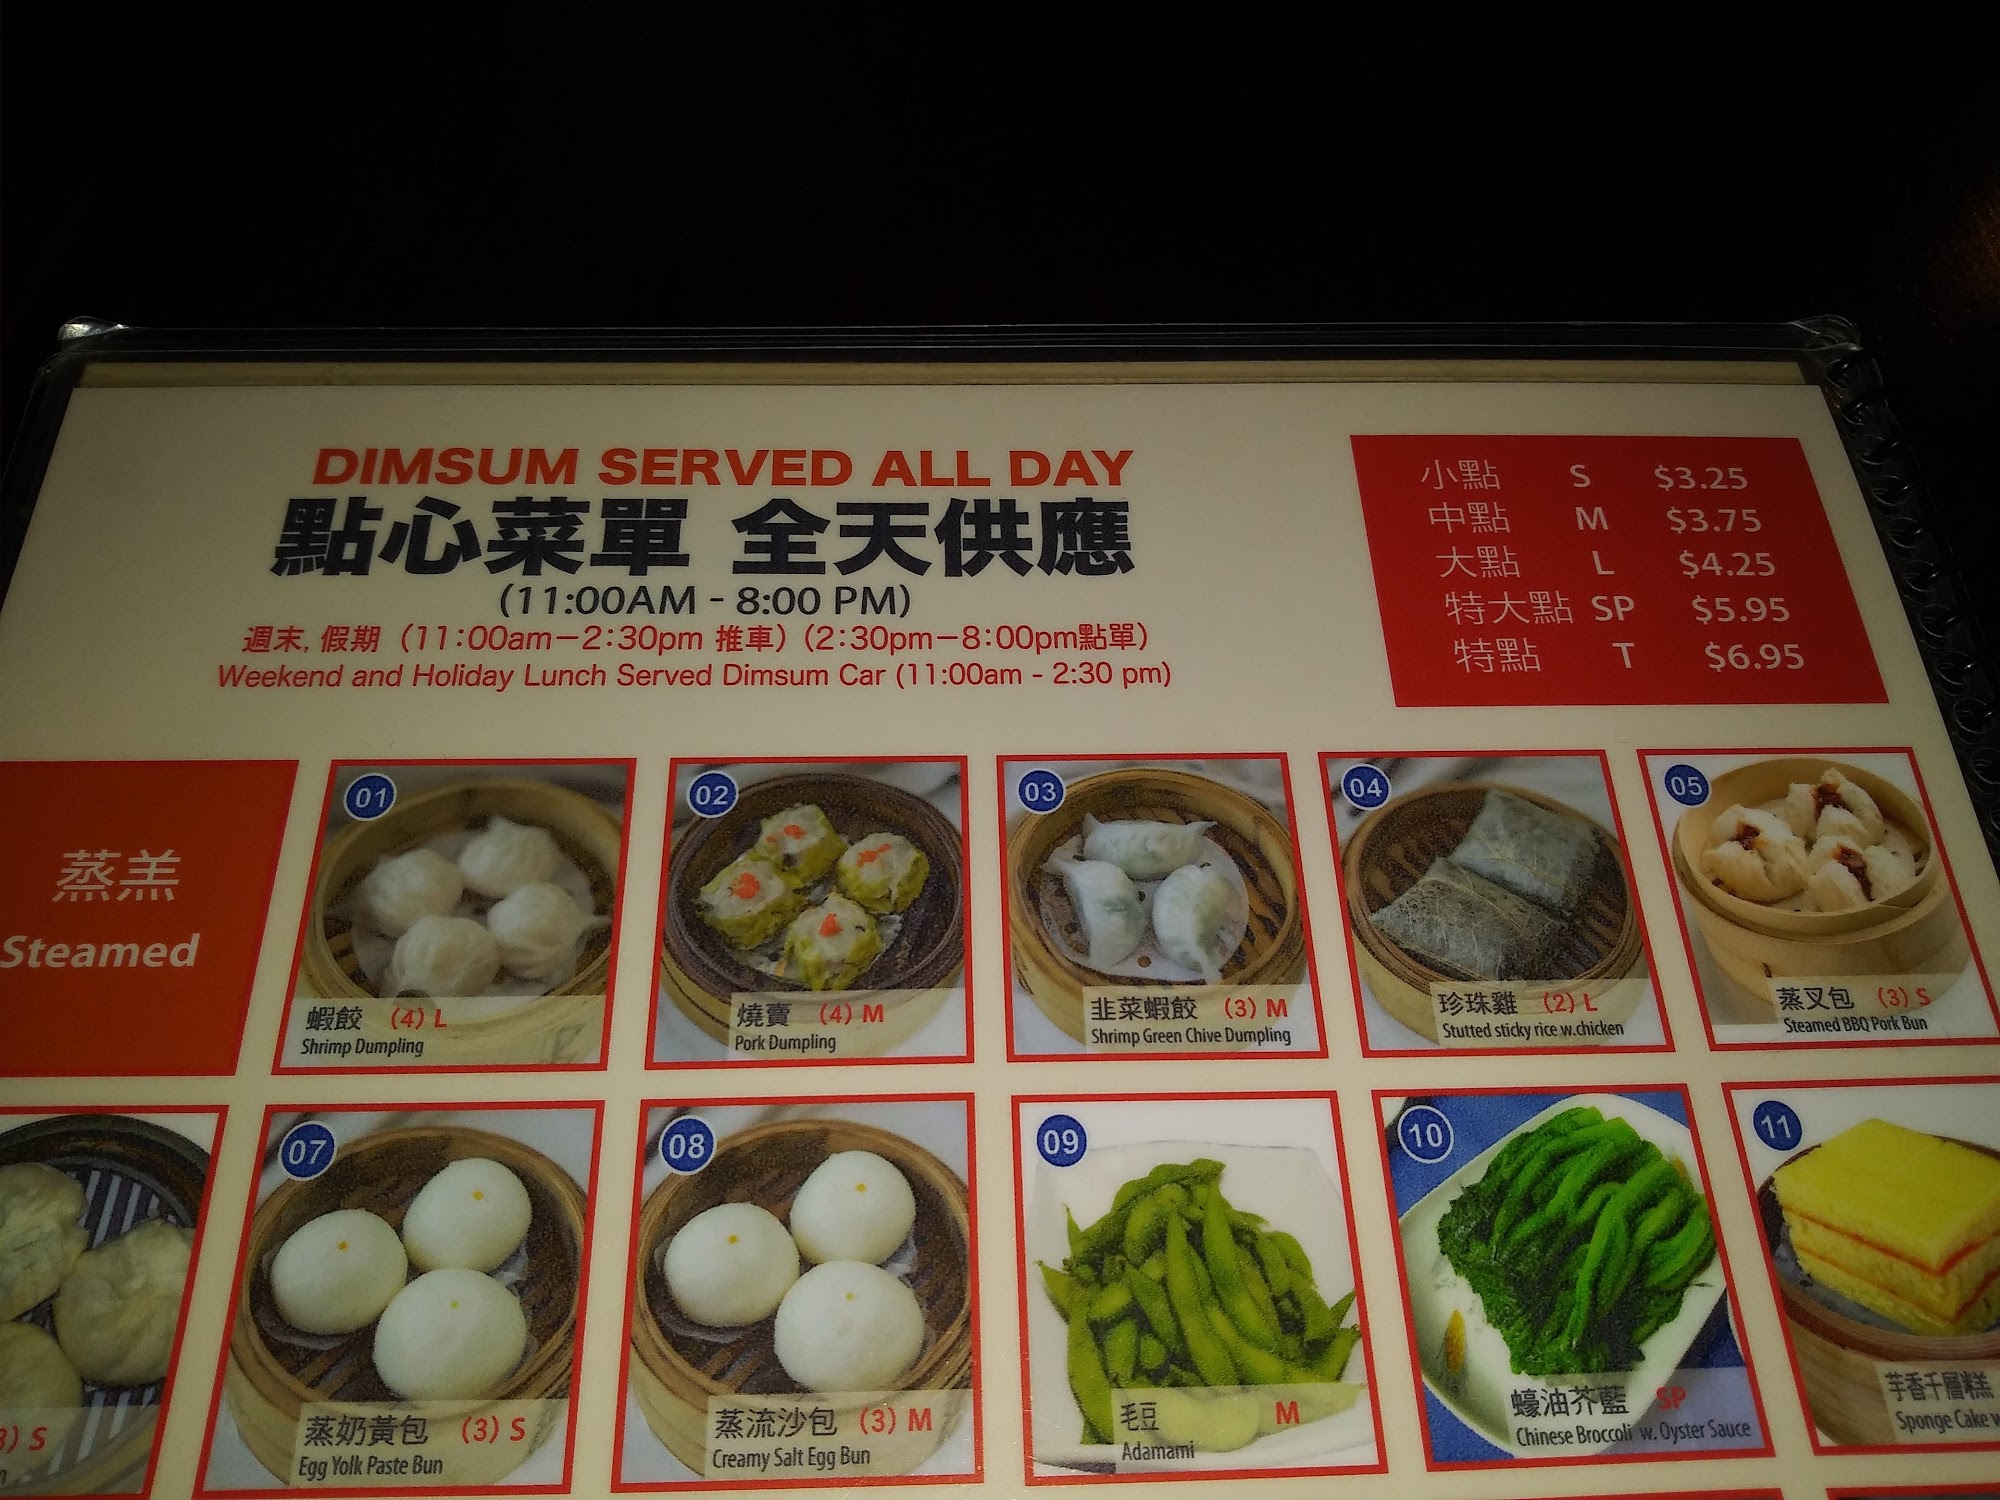 DIMSUM SERVED ALL DAY
點心菜單 全天供應
(11:00AM - 8:00 PM)
週末, 假期 (11:00am－2:30pm 推車) (2:30pm－8:00pm點單)
Weekend and Holiday Lunch Served Dimsum Car (11:00am - 2:30 pm)
小點 S $3.25
中點 M $3.75
大點 L $4.25
特大點 SP $5.95
特點 T $6.95
蒸羔
Steamed
01
蝦餃 (4) L
Shrimp Dumpling
02
燒賣 (4) M
Pork Dumpling
03
韭菜蝦餃 (3) M
Shrimp Green Chive Dumpling
04
珍珠雞 (2) L
Stutted sticky rice w.chicken
05
蒸叉包 (3) S
Steamed BBQ Pork Bun
3) S
07
蒸奶黃包 (3) S
Egg Yolk Paste Bun
08
蒸流沙包 (3) M
Creamy Salt Egg Bun
09
毛豆 M
Adamami
10
蠔油芥藍 SP
Chinese Broccoli w. Oyster Sauce
11
芋香千層糕
Sponge Cake